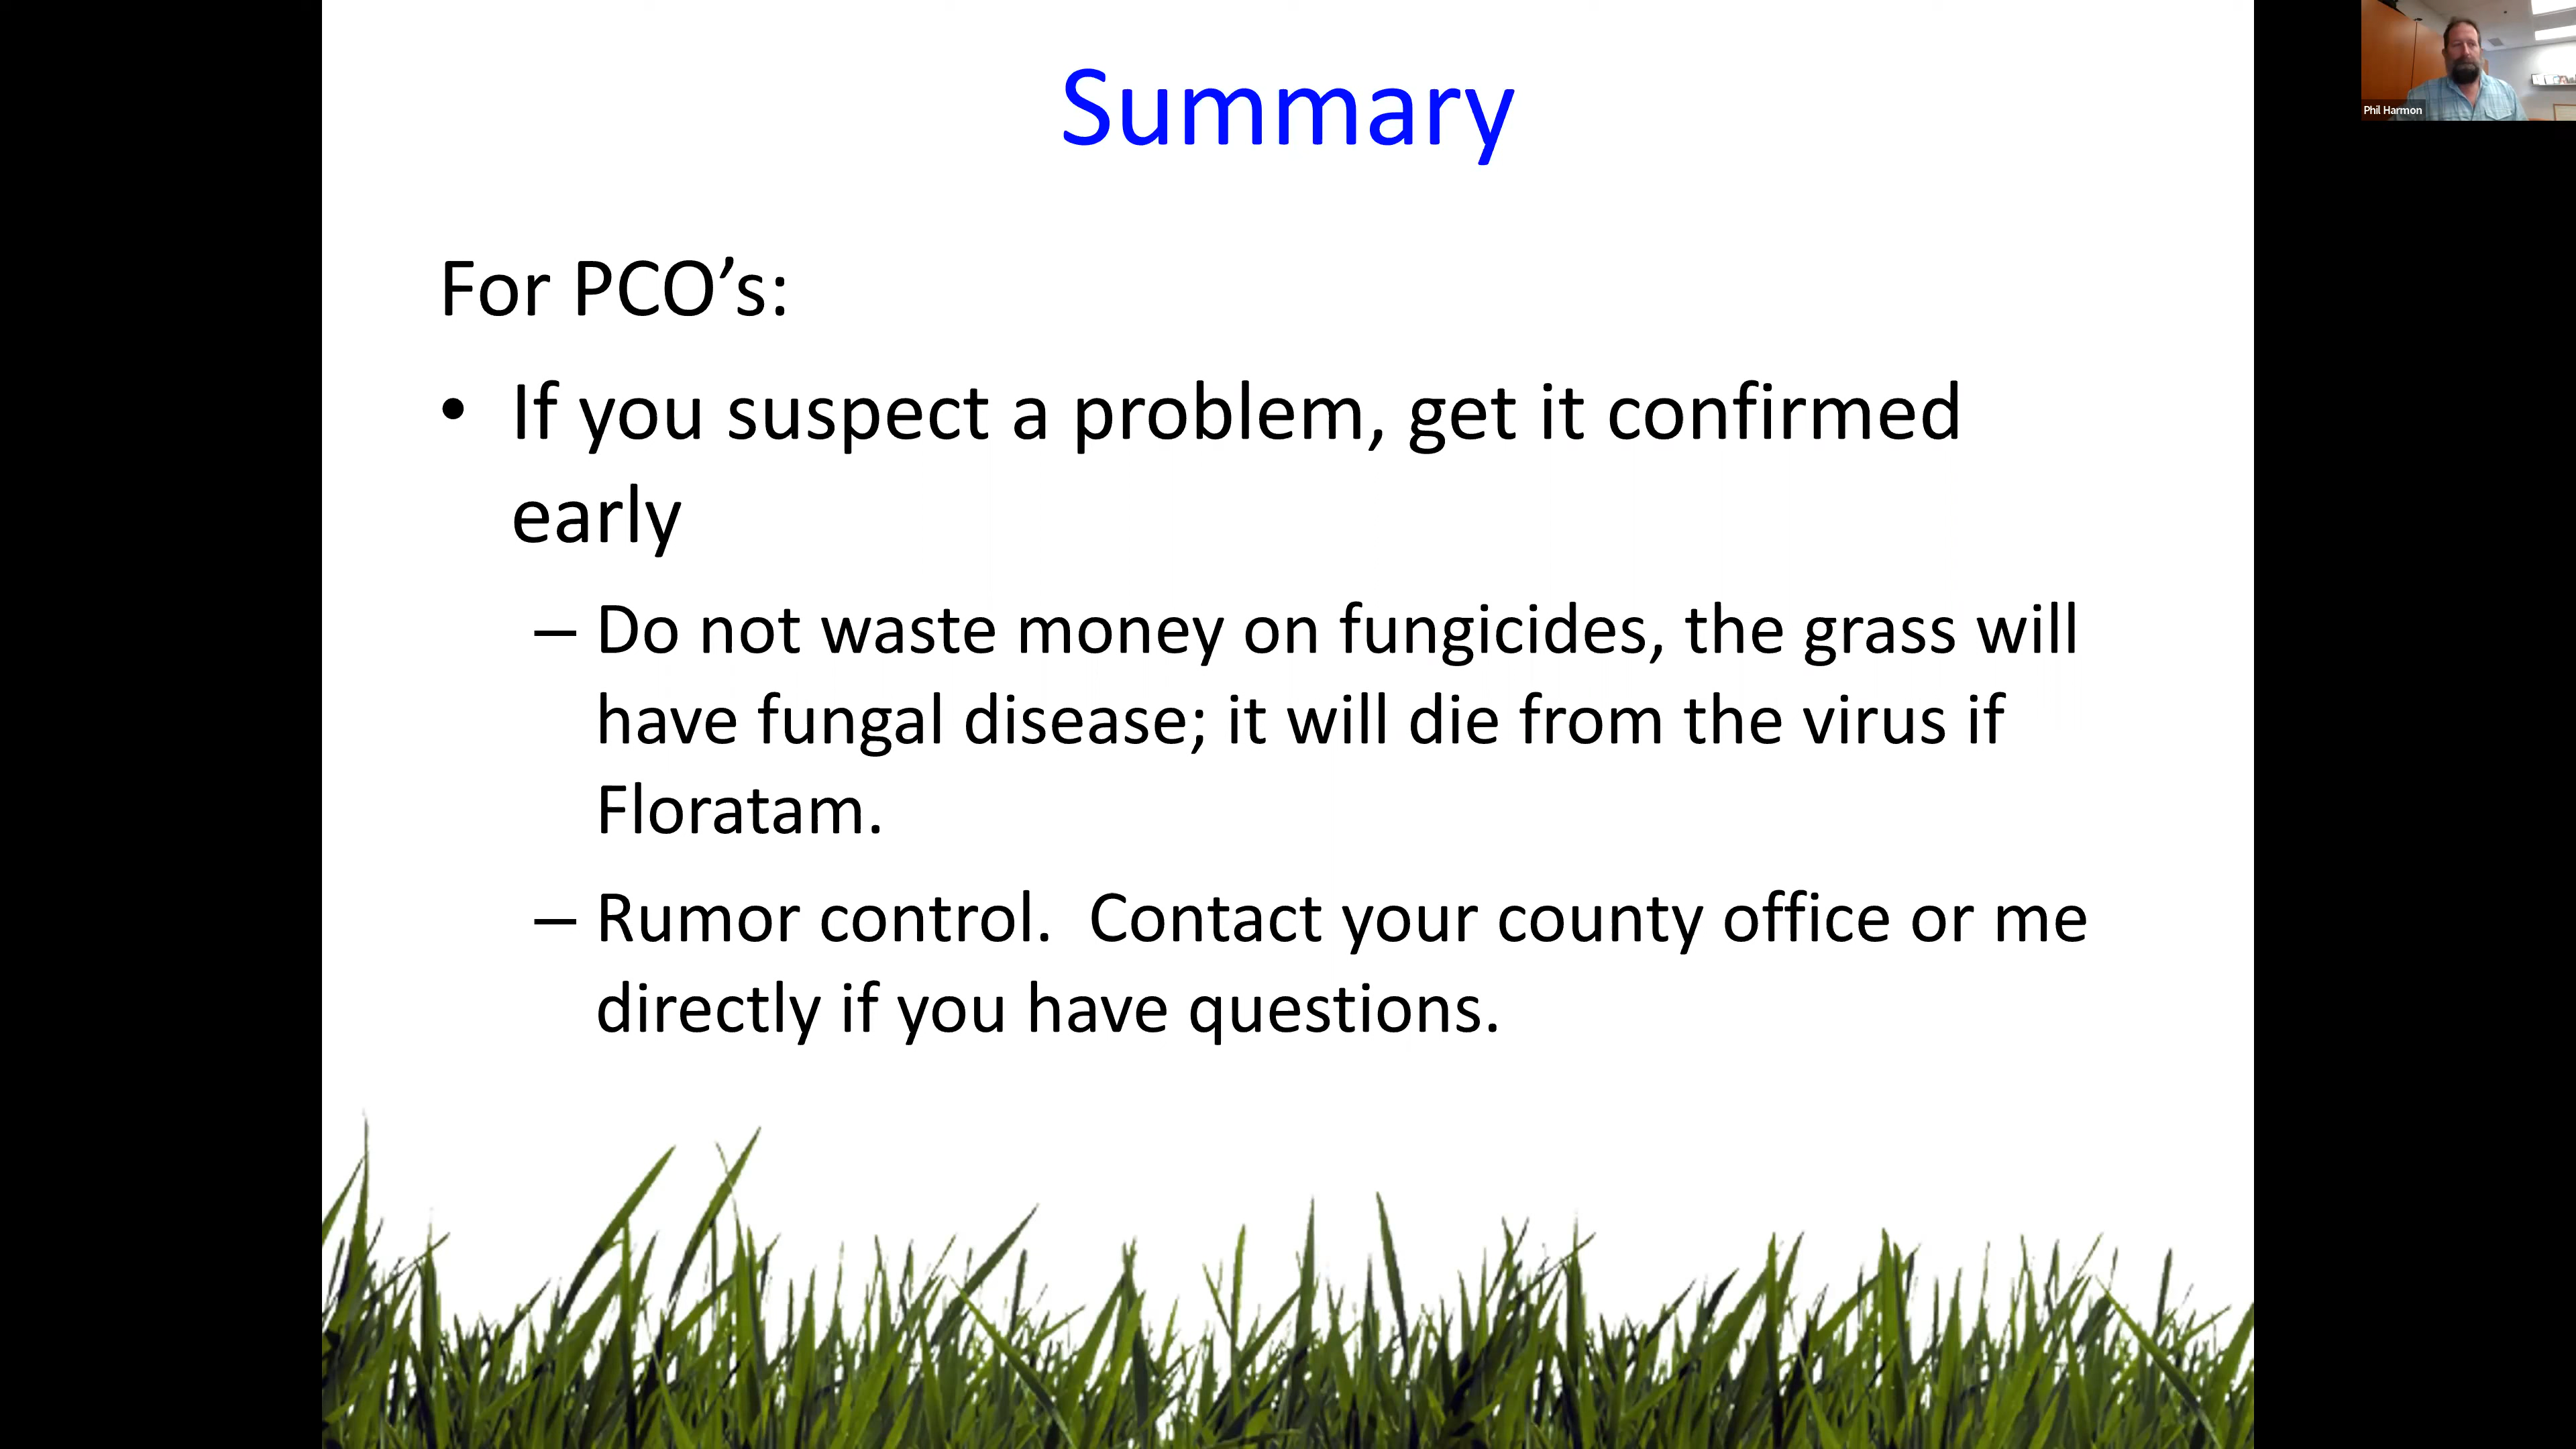 Summary
Phil Harmon
For PCO’s:
• If you suspect a problem, get it confirmed
early
– Do not waste money on fungicides, the grass will
have fungal disease; it will die from the virus if
Floratam.
– Rumor control.  Contact your county office or me
directly if you have questions.